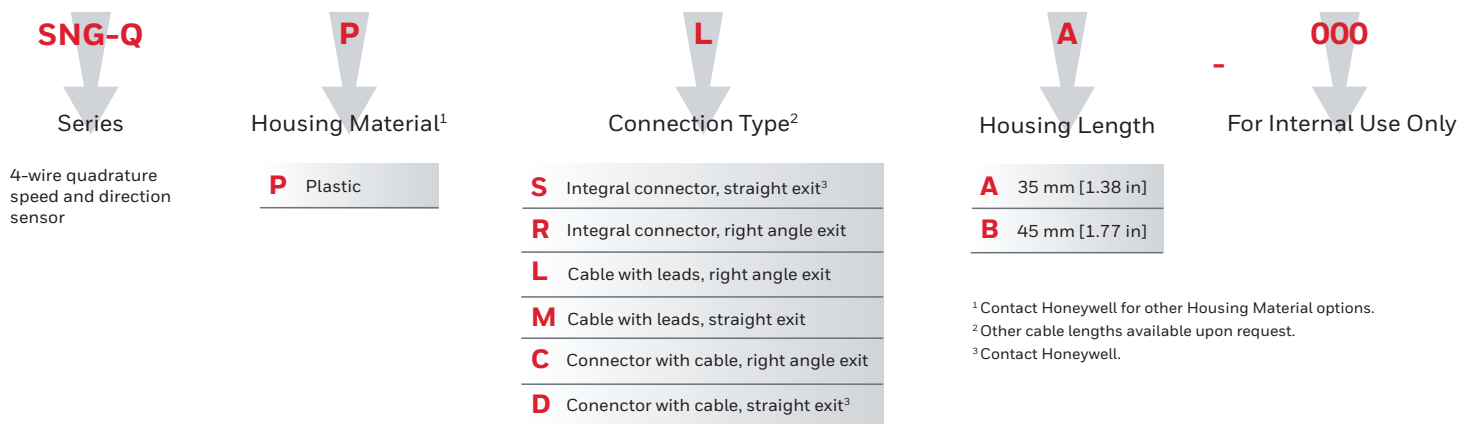 SNG-Q
P
L
A
-
000
Series
Housing Material¹
Connection Type²
Housing Length
For Internal Use Only
4-wire quadrature
speed and direction
sensor
P Plastic
S Integral connector, straight exit³
R Integral connector, right angle exit
L Cable with leads, right angle exit
M Cable with leads, straight exit
C Connector with cable, right angle exit
D Conenctor with cable, straight exit³
A 35 mm [1.38 in]
B 45 mm [1.77 in]
¹ Contact Honeywell for other Housing Material options.
² Other cable lengths available upon request.
³ Contact Honeywell.